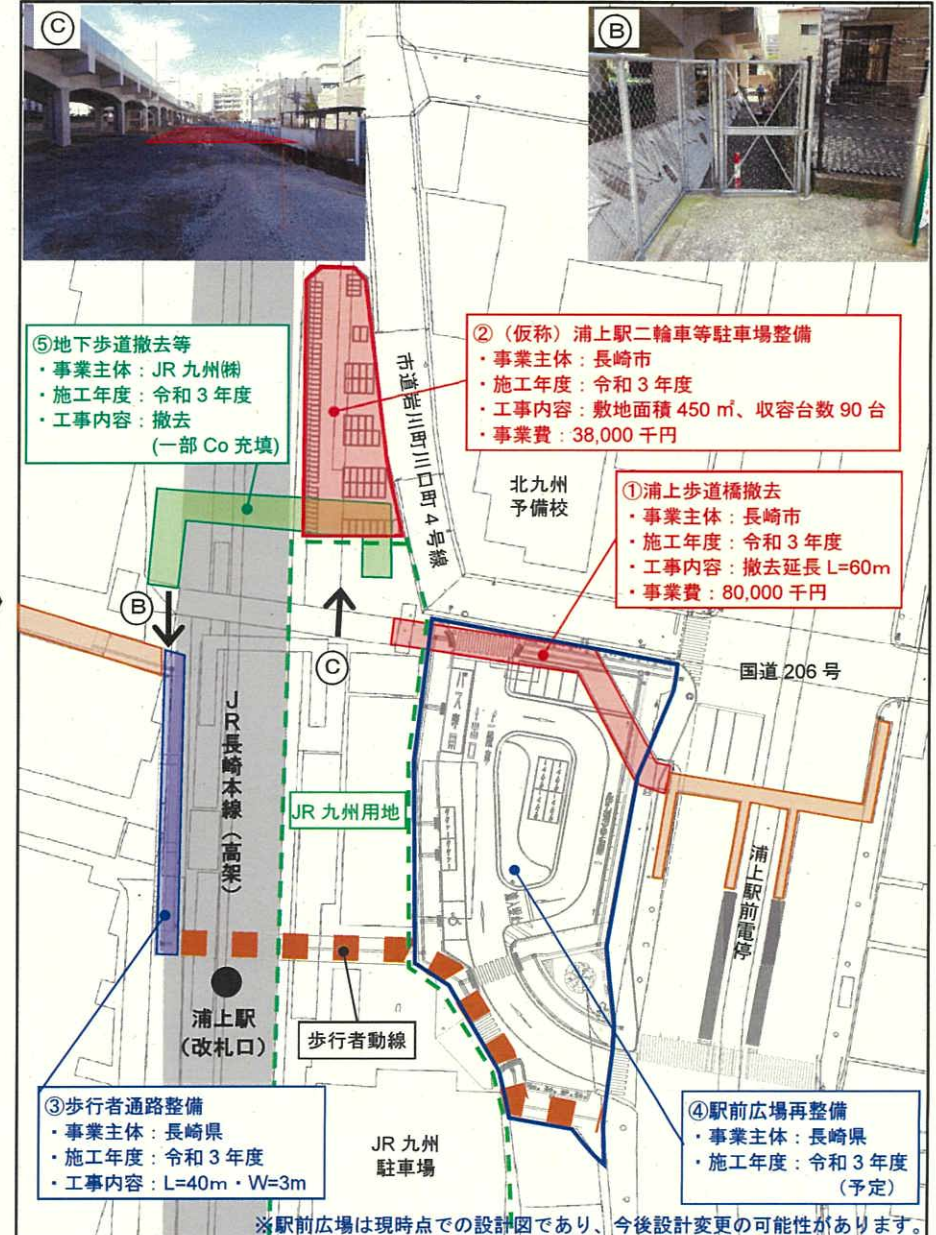 Ⓒ
Ⓑ
⑤地下歩道撤去等
・事業主体：JR 九州㈱
・施工年度：令和 3 年度
・工事内容：撤去
(一部 Co 充填)
②（仮称）浦上駅二輪車等駐車場整備
・事業主体：長崎市
・施工年度：令和 3 年度
・工事内容：敷地面積 450 ㎡、収容台数 90 台
・事業費：38,000 千円
市道岩川町川口町４号線
北九州
予備校
①浦上歩道橋撤去
・事業主体：長崎市
・施工年度：令和 3 年度
・工事内容：撤去延長 L=60m
・事業費：80,000 千円
Ⓑ
Ⓒ
国道 206 号
JR長崎本線（高架）
JR 九州用地
浦上駅前電停
浦上駅
（改札口）
歩行者動線
③歩行者通路整備
・事業主体：長崎県
・施工年度：令和 3 年度
・工事内容：L=40m・W=3m
JR 九州
駐車場
④駅前広場再整備
・事業主体：長崎県
・施工年度：令和 3 年度
（予定）
※駅前広場は現時点での設計図であり、今後設計変更の可能性があります。